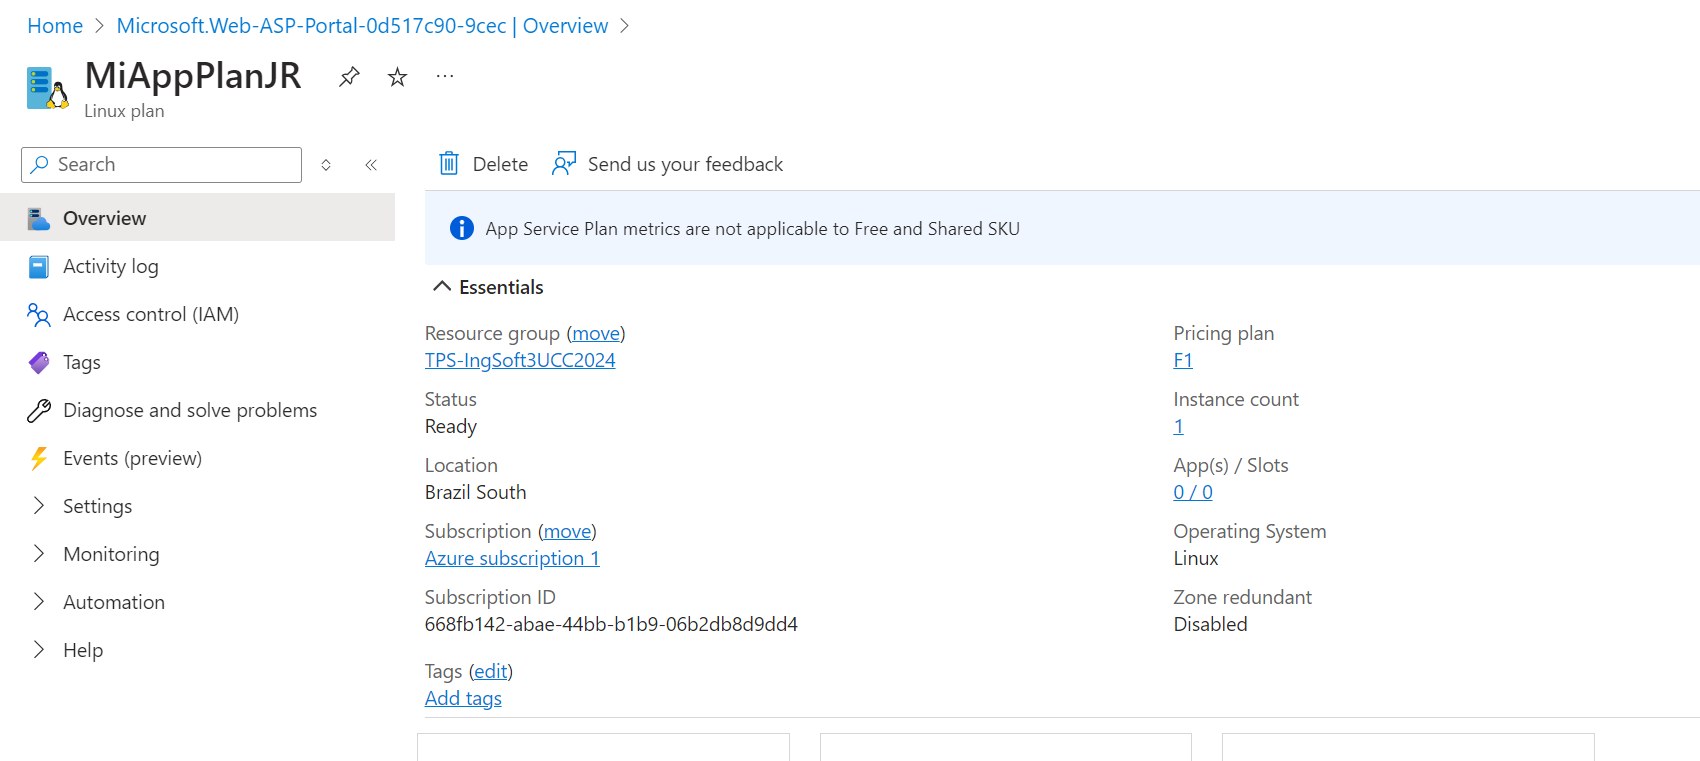 Home > Microsoft.Web-ASP-Portal-0d517c90-9cec | Overview >
MiAppPlanJR
Linux plan
Search
Overview
Activity log
Access control (IAM)
Tags
Diagnose and solve problems
Events (preview)
Settings
Monitoring
Automation
Help
Delete
Send us your feedback
App Service Plan metrics are not applicable to Free and Shared SKU
Essentials
Resource group (move)
TPS-IngSoft3UCC2024
Status
Ready
Location
Brazil South
Subscription (move)
Azure subscription 1
Subscription ID
668fb142-abae-44bb-b1b9-06b2db8d9dd4
Tags (edit)
Add tags
Pricing plan
F1
Instance count
1
App(s) / Slots
0 / 0
Operating System
Linux
Zone redundant
Disabled